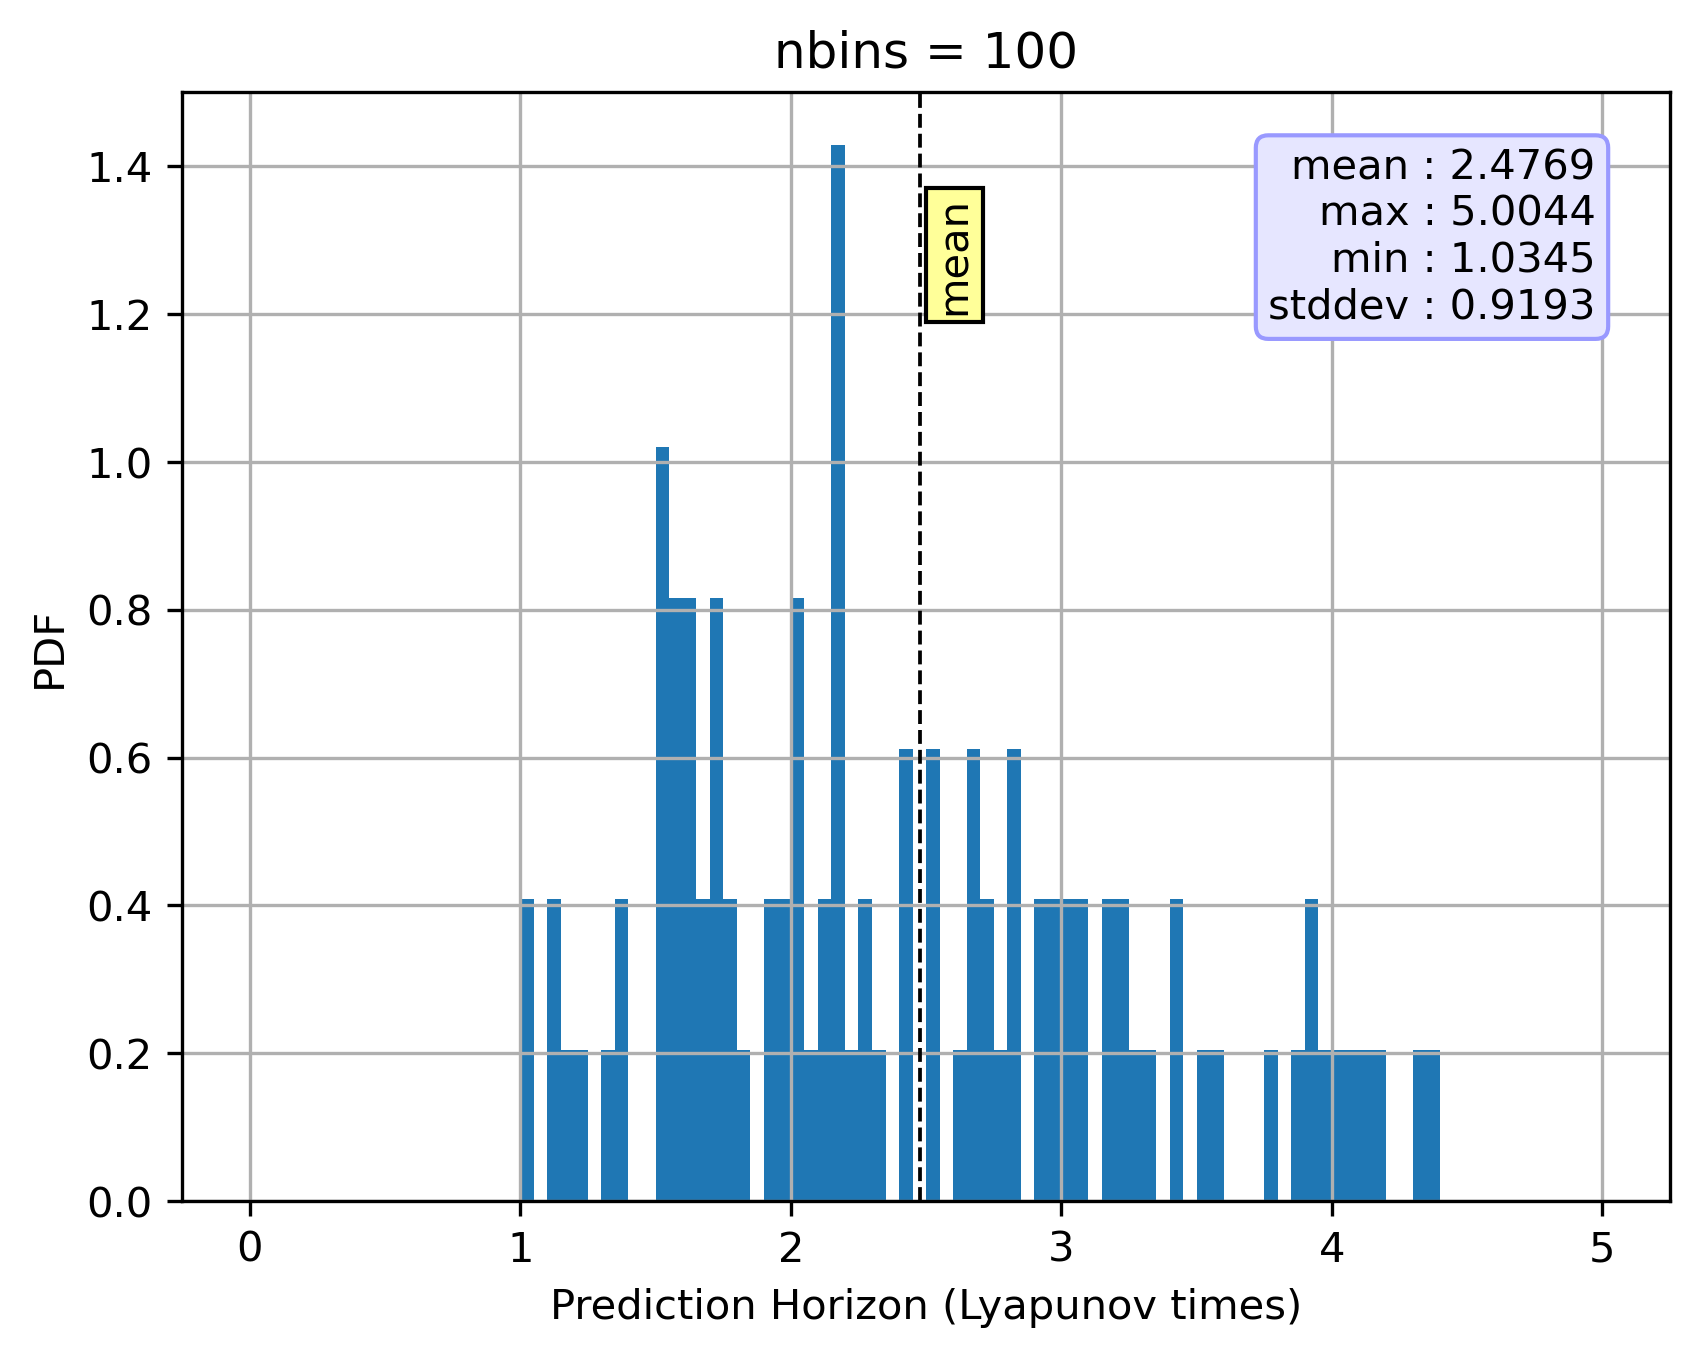 nbins = 100
mean : 2.4769
max : 5.0044
min : 1.0345
stddev : 0.9193
mean
PDF
1.4
1.2
1.0
0.8
0.6
0.4
0.2
0.0
0 1 2 3 4 5
Prediction Horizon (Lyapunov times)